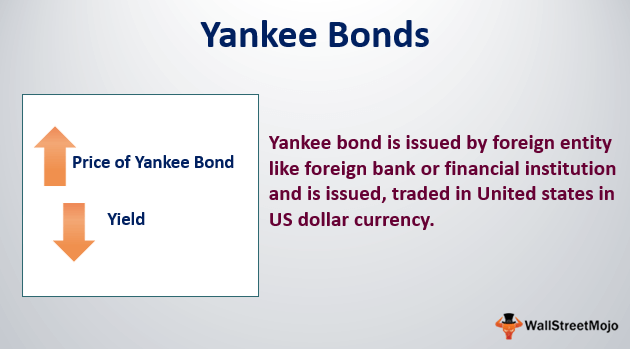 Yankee Bonds
Price of Yankee Bond
Yield
Yankee bond is issued by foreign entity
like foreign bank or financial institution
and is issued, traded in United states in
US dollar currency.
WallStreetMojo